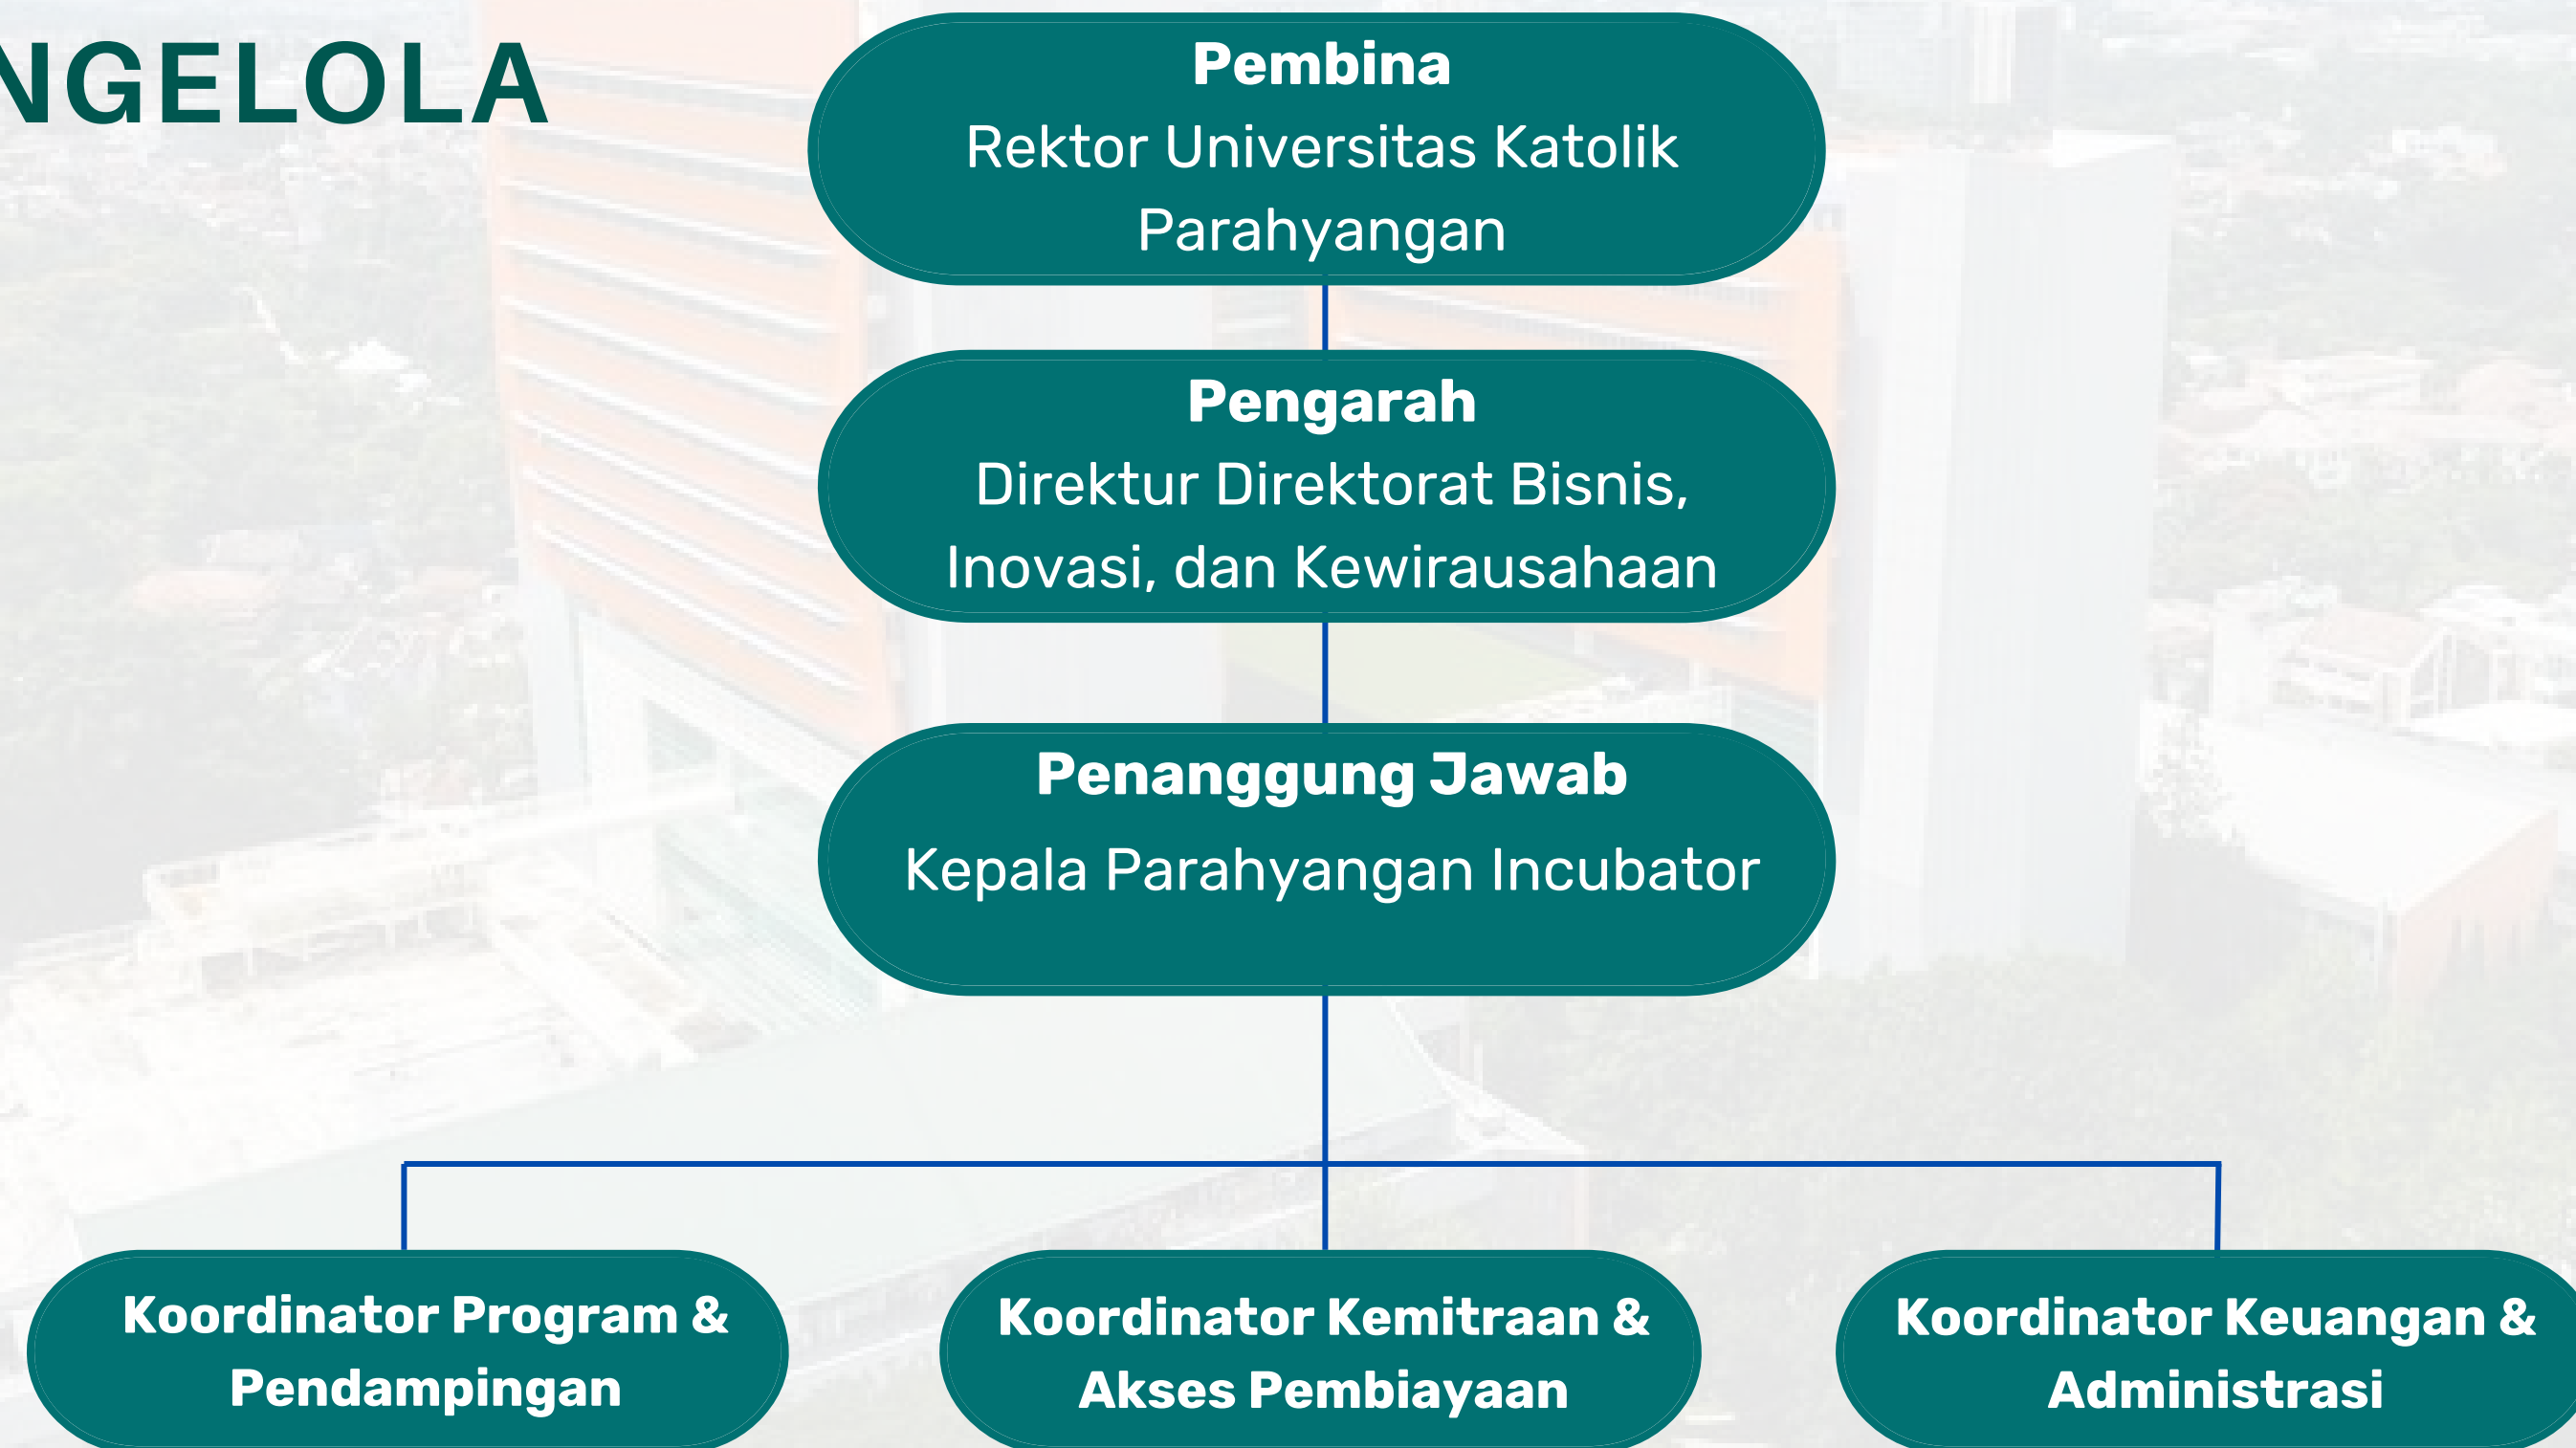 NGELOLA
Pembina
Rektor Universitas Katolik
Parahyangan
Pengarah
Direktur Direktorat Bisnis,
Inovasi, dan Kewirausahaan
Penanggung Jawab
Kepala Parahyangan Incubator
Koordinator Program &
Pendampingan
Koordinator Kemitraan &
Akses Pembiayaan
Koordinator Keuangan &
Administrasi